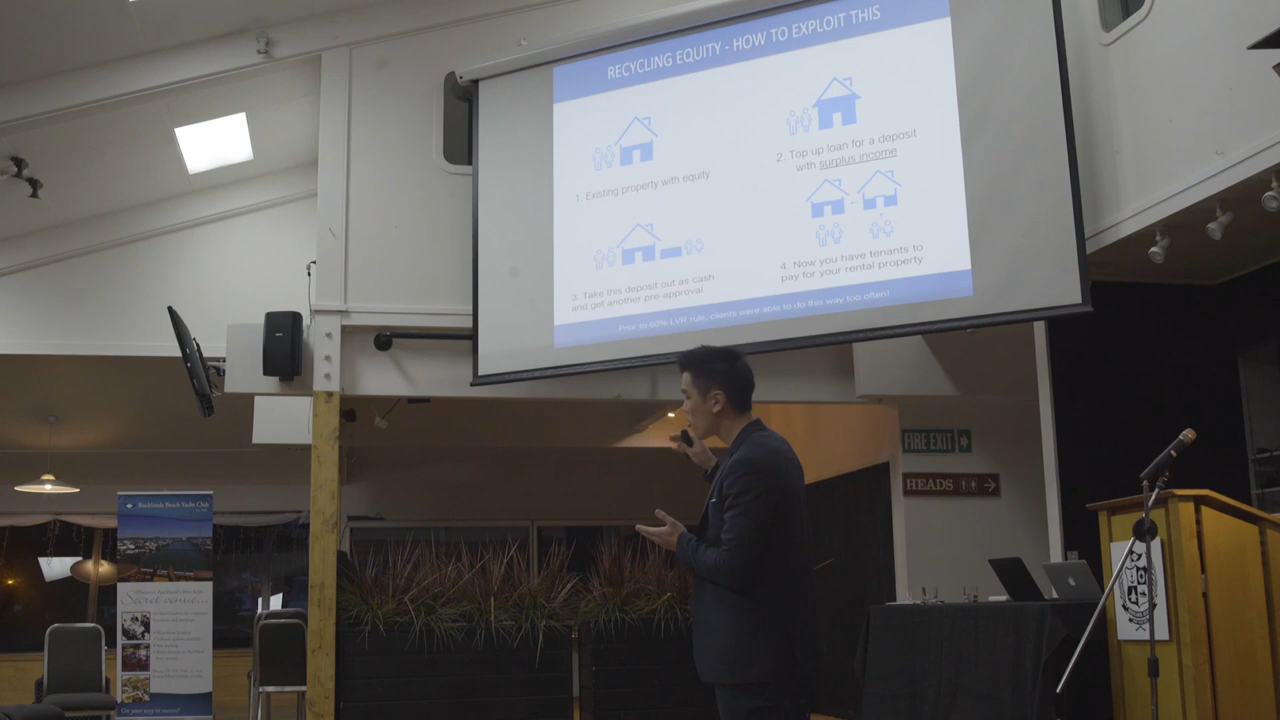 RECYCLING EQUITY - HOW TO EXPLOIT THIS
1. Existing property with equity
2. Top up loan for a deposit
with surplus income
3. Take this deposit out as cash
and get another pre-approval
4. Now you have tenants to
pay for your rental property
Prior to 60% LVR rule, clients were able to do this way too often!
FIRE EXIT
HEADS
Bucklands Beach Yacht Club
Secret venue...